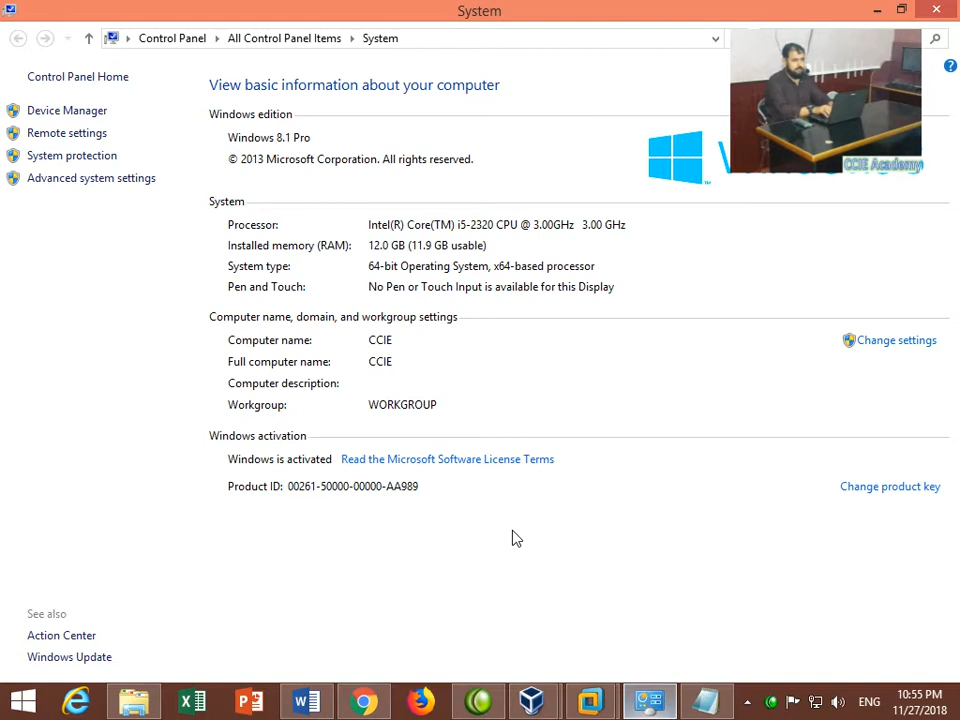 System
Control Panel
All Control Panel Items
System
Control Panel Home
Device Manager
Remote settings
System protection
Advanced system settings
View basic information about your computer
Windows edition
Windows 8.1 Pro
© 2013 Microsoft Corporation. All rights reserved.
CCIE Academy
System
Processor: Intel(R) Core(TM) i5-2320 CPU @ 3.00GHz 3.00 GHz
Installed memory (RAM): 12.0 GB (11.9 GB usable)
System type: 64-bit Operating System, x64-based processor
Pen and Touch: No Pen or Touch Input is available for this Display
Computer name, domain, and workgroup settings
Computer name: CCIE
Change settings
Full computer name: CCIE
Computer description:
Workgroup: WORKGROUP
Windows activation
Windows is activated Read the Microsoft Software License Terms
Product ID: 00261-50000-00000-AA989
Change product key
See also
Action Center
Windows Update
ENG
10:55 PM
11/27/2018